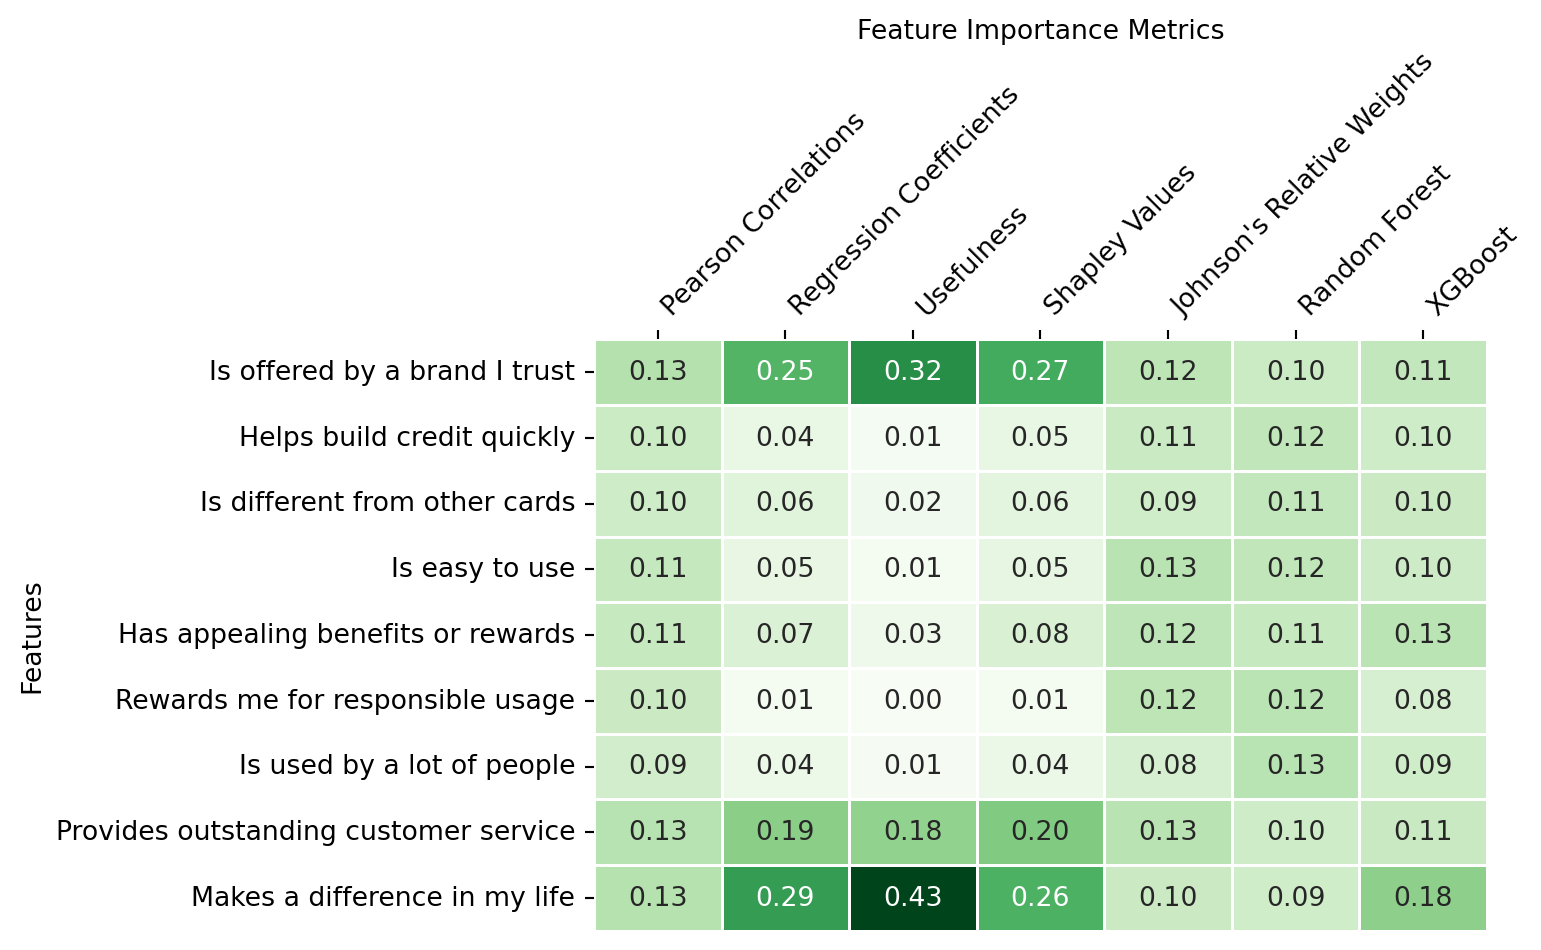 Feature Importance Metrics
Pearson Correlations
Regression Coefficients
Usefulness
Shapley Values
Johnson's Relative Weights
Random Forest
XGBoost
Features
Is offered by a brand I trust 0.13 0.25 0.32 0.27 0.12 0.10 0.11
Helps build credit quickly 0.10 0.04 0.01 0.05 0.11 0.12 0.10
Is different from other cards 0.10 0.06 0.02 0.06 0.09 0.11 0.10
Is easy to use 0.11 0.05 0.01 0.05 0.13 0.12 0.10
Has appealing benefits or rewards 0.11 0.07 0.03 0.08 0.12 0.11 0.13
Rewards me for responsible usage 0.10 0.01 0.00 0.01 0.12 0.12 0.08
Is used by a lot of people 0.09 0.04 0.01 0.04 0.08 0.13 0.09
Provides outstanding customer service 0.13 0.19 0.18 0.20 0.13 0.10 0.11
Makes a difference in my life 0.13 0.29 0.43 0.26 0.10 0.09 0.18